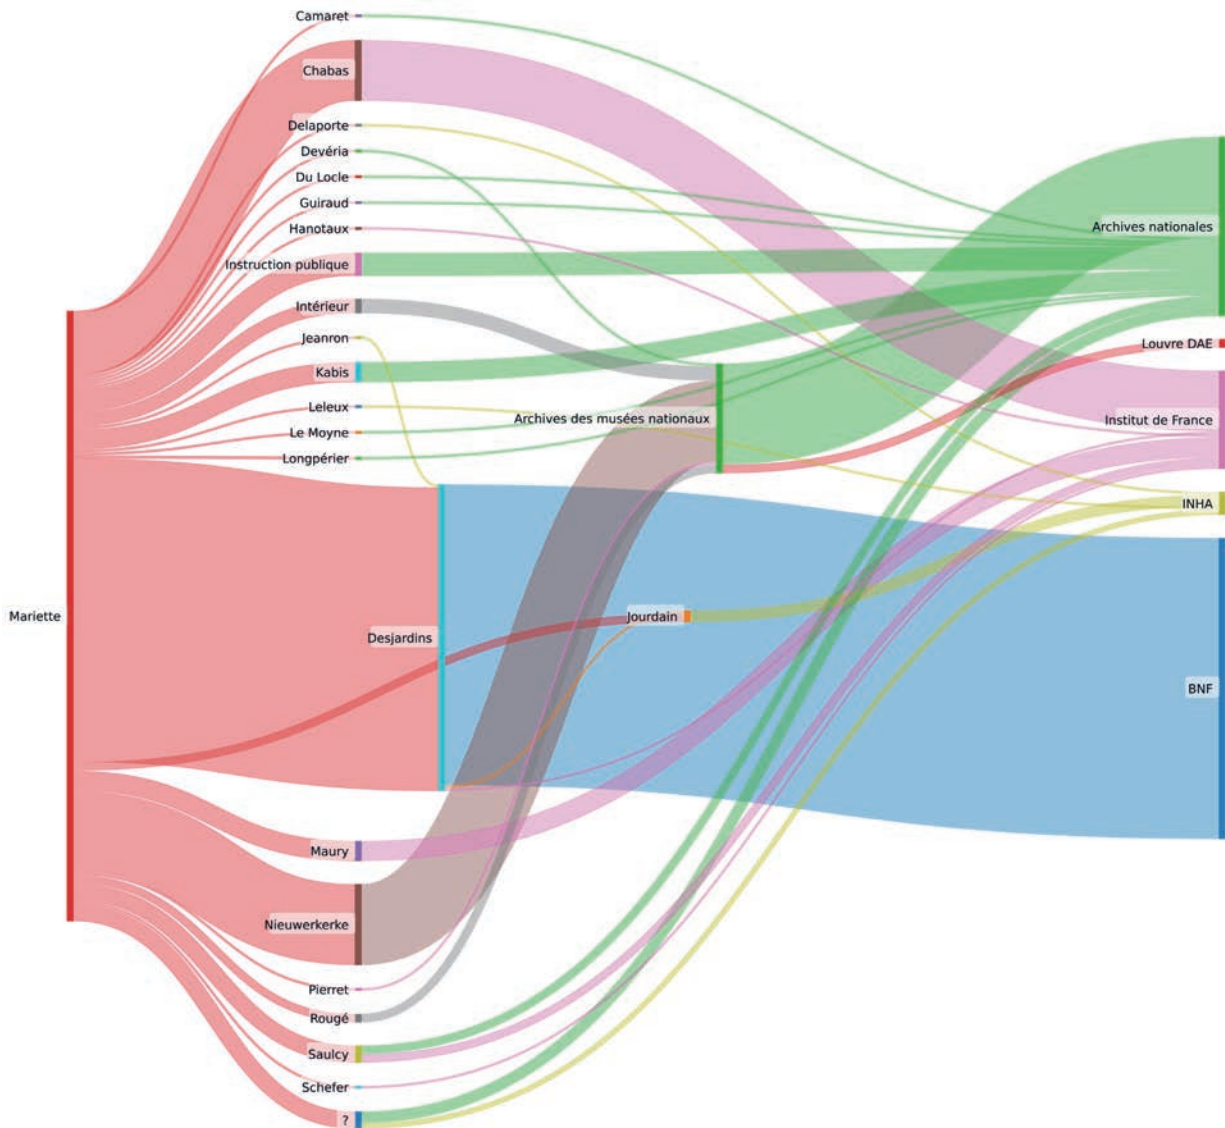 Camaret
Chabas
Delaporte
Devéria
Du Locle
Guiraud
Hanotaux
Instruction publique
Intérieur
Jeanron
Kabis
Leleux
Le Moyne
Longpérier
Mariette
Desjardins
Maury
Nieuwerkerke
Pierret
Rougé
Saulcy
Schefer
?
Archives des musées nationaux
Jourdain
Archives nationales
Louvre DAE
Institut de France
INHA
BNF